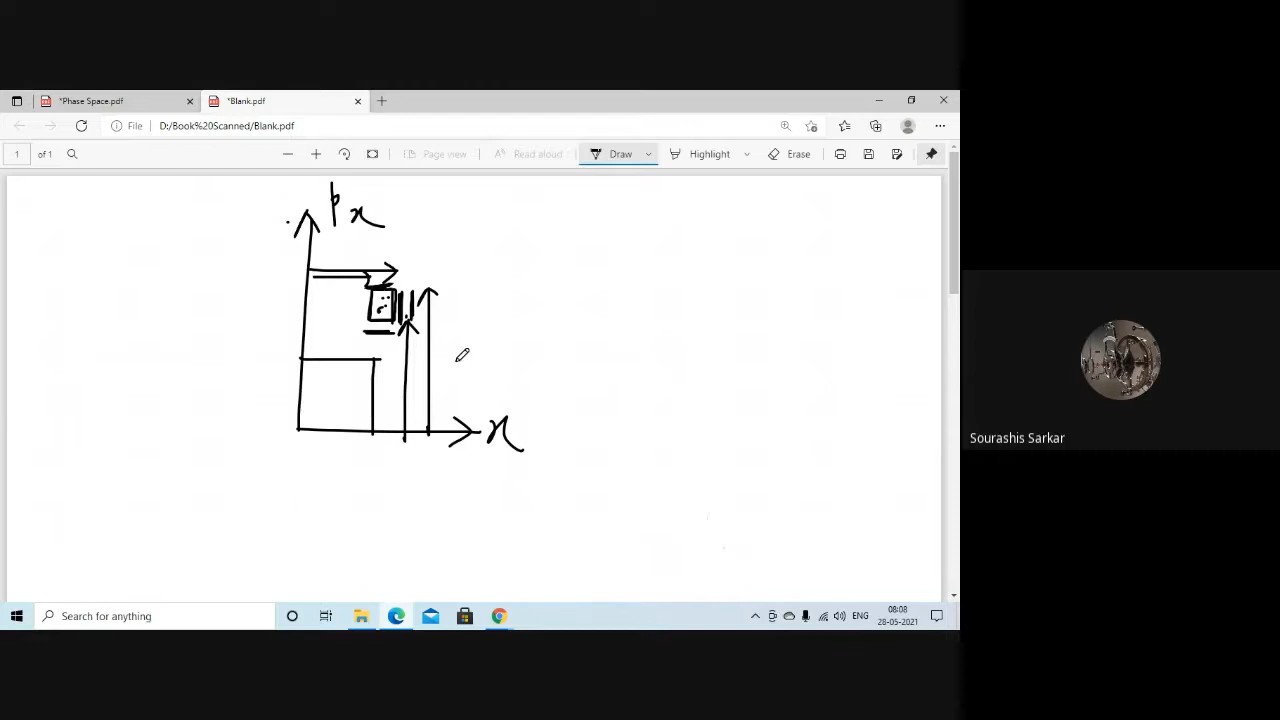 *Phase Space.pdf
*Blank.pdf
File D:/Book%20Scanned/Blank.pdf
1 of 1 Page view Read aloud Draw Highlight Erase
px
x
Sourashis Sarkar
Search for anything
ENG
08:08
28-05-2021